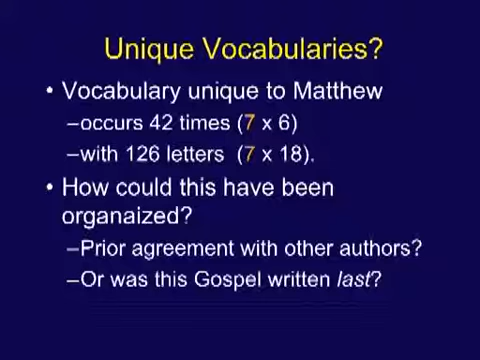 Unique Vocabularies?
• Vocabulary unique to Matthew
–occurs 42 times (7 x 6)
–with 126 letters (7 x 18).
• How could this have been
organaized?
–Prior agreement with other authors?
–Or was this Gospel written last?